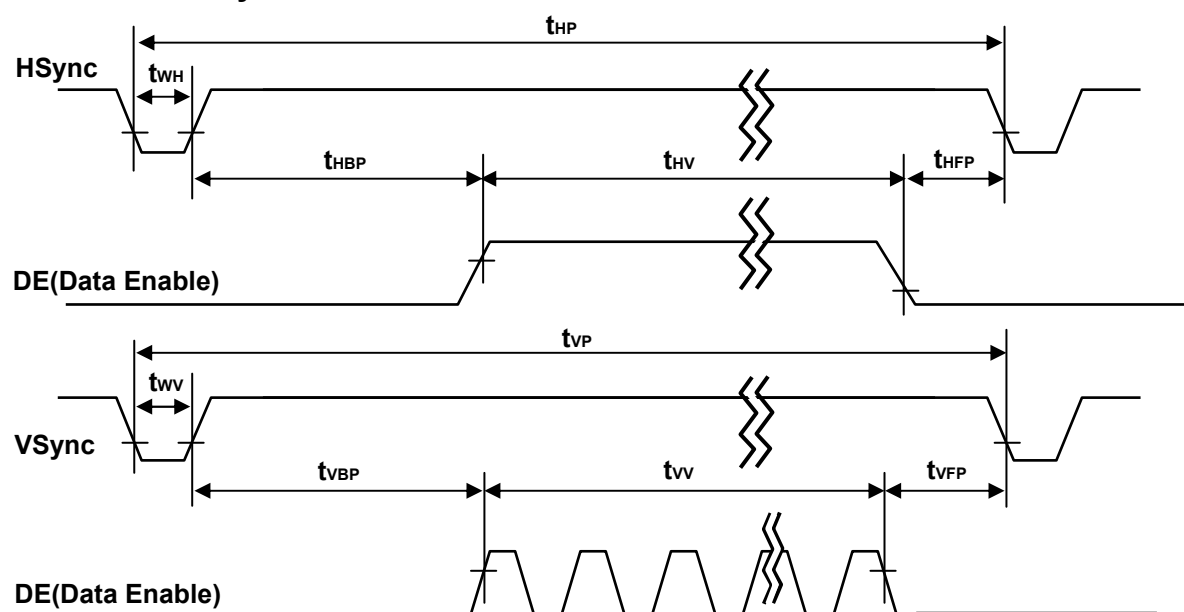 tHP
HSync
tWH
tHBP
tHV
tHFP
DE(Data Enable)
tVP
tWV
VSync
tVBP
tVV
tVFP
DE(Data Enable)